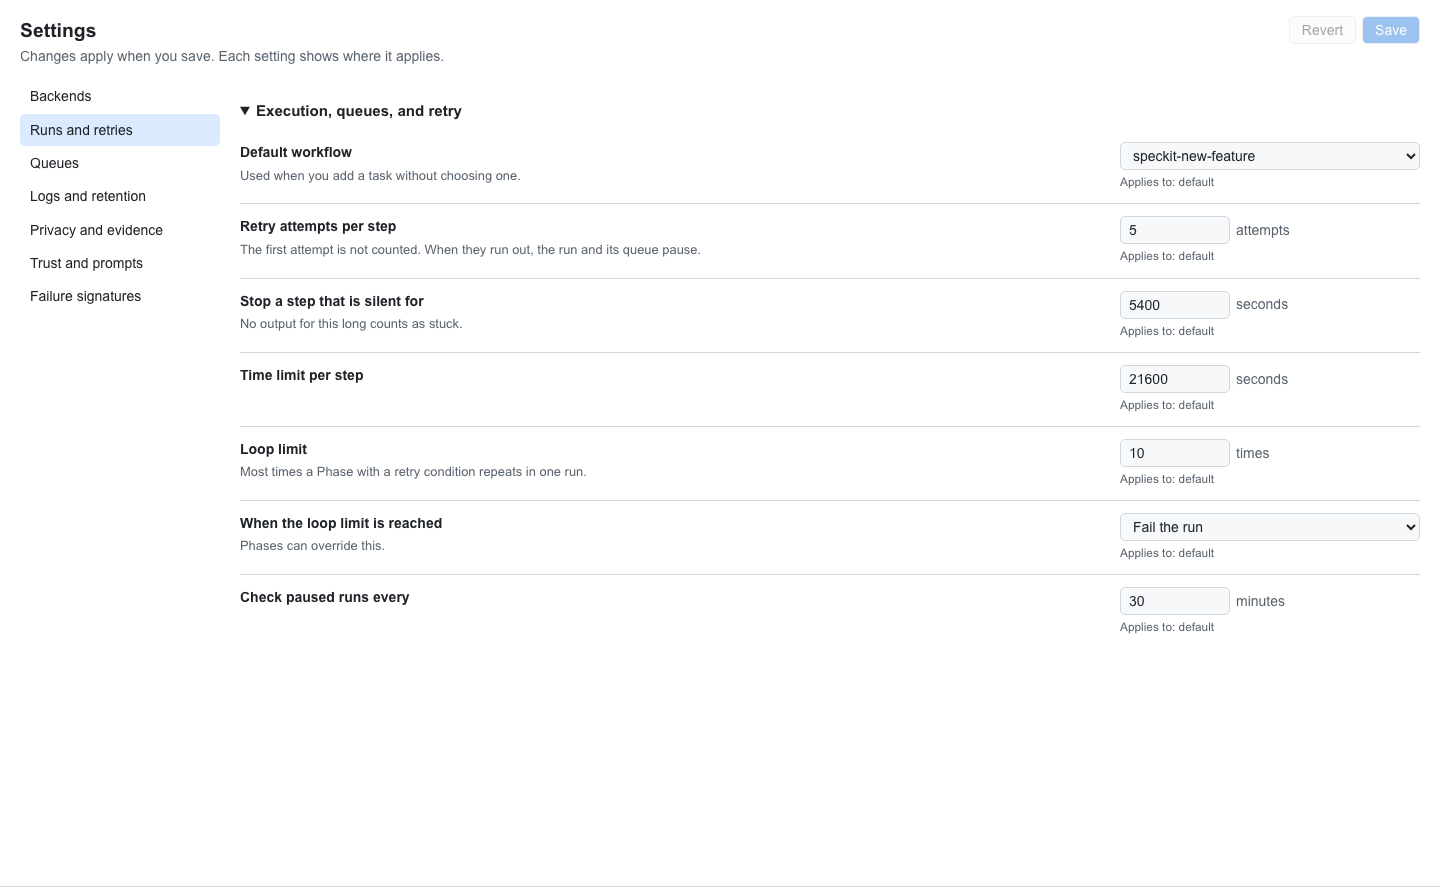 Settings
Revert
Save
Changes apply when you save. Each setting shows where it applies.
Backends
Runs and retries
Queues
Logs and retention
Privacy and evidence
Trust and prompts
Failure signatures
Execution, queues, and retry
Default workflow
speckit-new-feature
Used when you add a task without choosing one.
Applies to: default
Retry attempts per step
5 attempts
The first attempt is not counted. When they run out, the run and its queue pause.
Applies to: default
Stop a step that is silent for
5400 seconds
No output for this long counts as stuck.
Applies to: default
Time limit per step
21600 seconds
Applies to: default
Loop limit
10 times
Most times a Phase with a retry condition repeats in one run.
Applies to: default
When the loop limit is reached
Fail the run
Phases can override this.
Applies to: default
Check paused runs every
30 minutes
Applies to: default